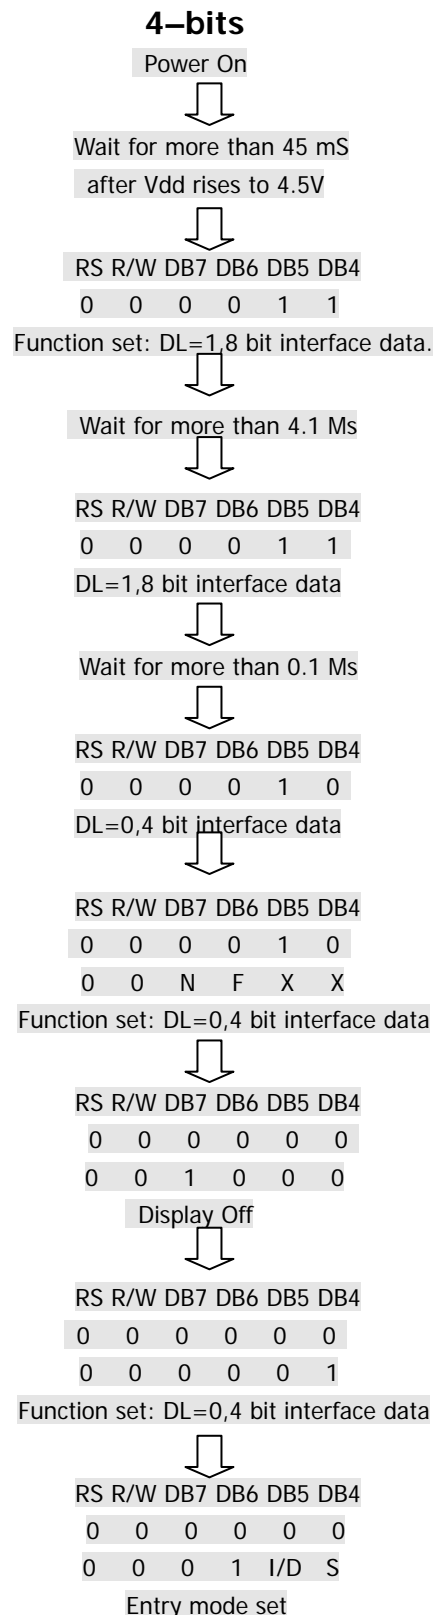 4–bits
Power On
Wait for more than 45 mS
after Vdd rises to 4.5V
RS R/W DB7 DB6 DB5 DB4
0 0 0 0 1 1
Function set: DL=1,8 bit interface data.
Wait for more than 4.1 Ms
RS R/W DB7 DB6 DB5 DB4
0 0 0 0 1 1
DL=1,8 bit interface data
Wait for more than 0.1 Ms
RS R/W DB7 DB6 DB5 DB4
0 0 0 0 1 0
DL=0,4 bit interface data
RS R/W DB7 DB6 DB5 DB4
0 0 0 0 1 0
0 0 N F X X
Function set: DL=0,4 bit interface data
RS R/W DB7 DB6 DB5 DB4
0 0 0 0 0 0
0 0 1 0 0 0
Display Off
RS R/W DB7 DB6 DB5 DB4
0 0 0 0 0 0
0 0 0 0 0 1
Function set: DL=0,4 bit interface data
RS R/W DB7 DB6 DB5 DB4
0 0 0 0 0 0
0 0 0 1 I/D S
Entry mode set